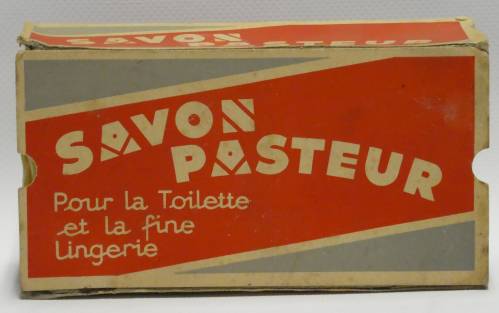 SAVON PASTEUR
SAVON
PASTEUR
Pour la Toilette
et la fine
lingerie